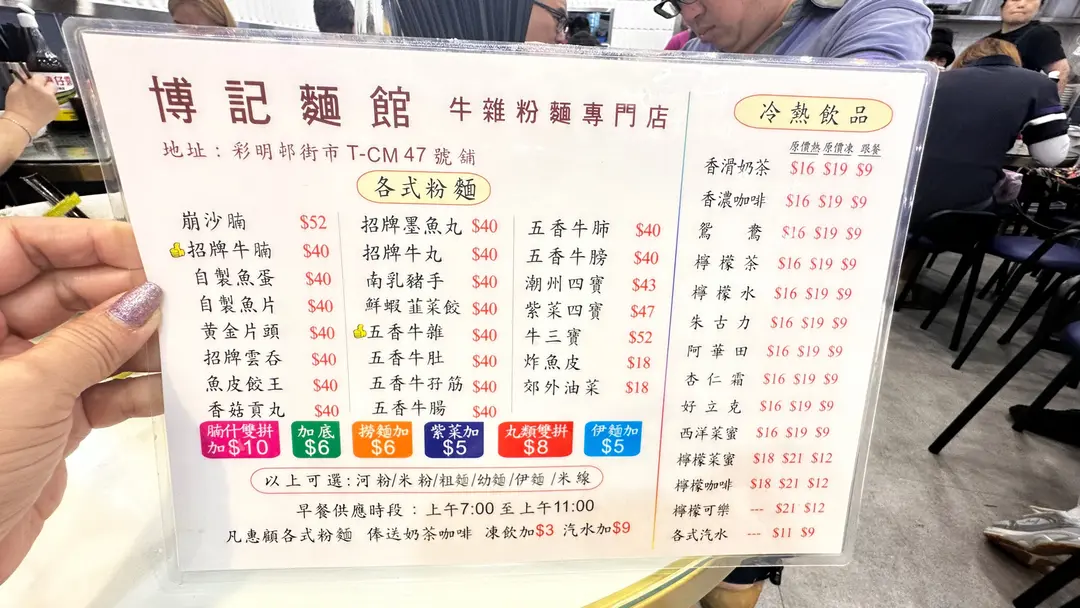 博記麵館 牛雜粉麵專門店
地址：彩明邨街市T-CM 47 號舖
各式粉麵
崩沙腩 $52
招牌牛腩 $40
自製魚蛋 $40
自製魚片 $40
黃金片頭 $40
招牌雲吞 $40
魚皮餃王 $40
香菇貢丸 $40
招牌墨魚丸 $40
招牌牛丸 $40
南乳豬手 $40
鮮蝦韮菜餃 $40
五香牛雜 $40
五香牛肚 $40
五香牛孖筋 $40
五香牛腸 $40
五香牛肺 $40
五香牛膀 $40
潮州四寶 $43
紫菜四寶 $47
牛三寶 $52
炸魚皮 $18
郊外油菜 $18
腩什雙拼
加$10
加底
$6
撈麵加
$6
紫菜加
$5
丸類雙拼
$8
伊麵加
$5
以上可選:河粉/米粉/粗麵/幼麵/伊麵 /米線
早餐供應時段：上午7:00 至上午11:00
凡惠顧各式粉麵 俸送奶茶咖啡 凍飲加$3 汽水加$9
冷熱飲品
原價熱 原價凍 跟餐
香滑奶茶 $16 $19 $9
香濃咖啡 $16 $19 $9
鴛鴦 $16 $19 $9
檸檬茶 $16 $19 $9
檸檬水 $16 $19 $9
朱古力 $16 $19 $9
阿華田 $16 $19 $9
杏仁霜 $16 $19 $9
好立克 $16 $19 $9
西洋菜蜜 $16 $19 $9
檸檬菜蜜 $18 $21 $12
檸檬咖啡 $18 $21 $12
檸檬可樂 --- $21 $12
各式汽水 --- $11 $9